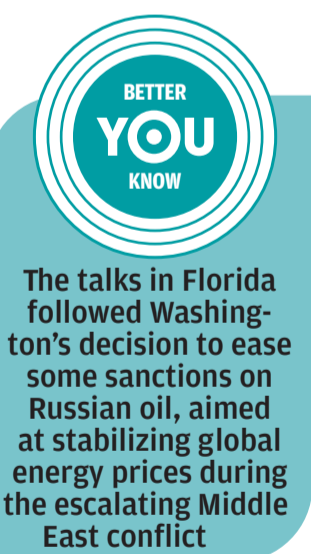 BETTER
YOU
KNOW
The talks in Florida
followed Washing-
ton’s decision to ease
some sanctions on
Russian oil, aimed
at stabilizing global
energy prices during
the escalating Middle
East conflict